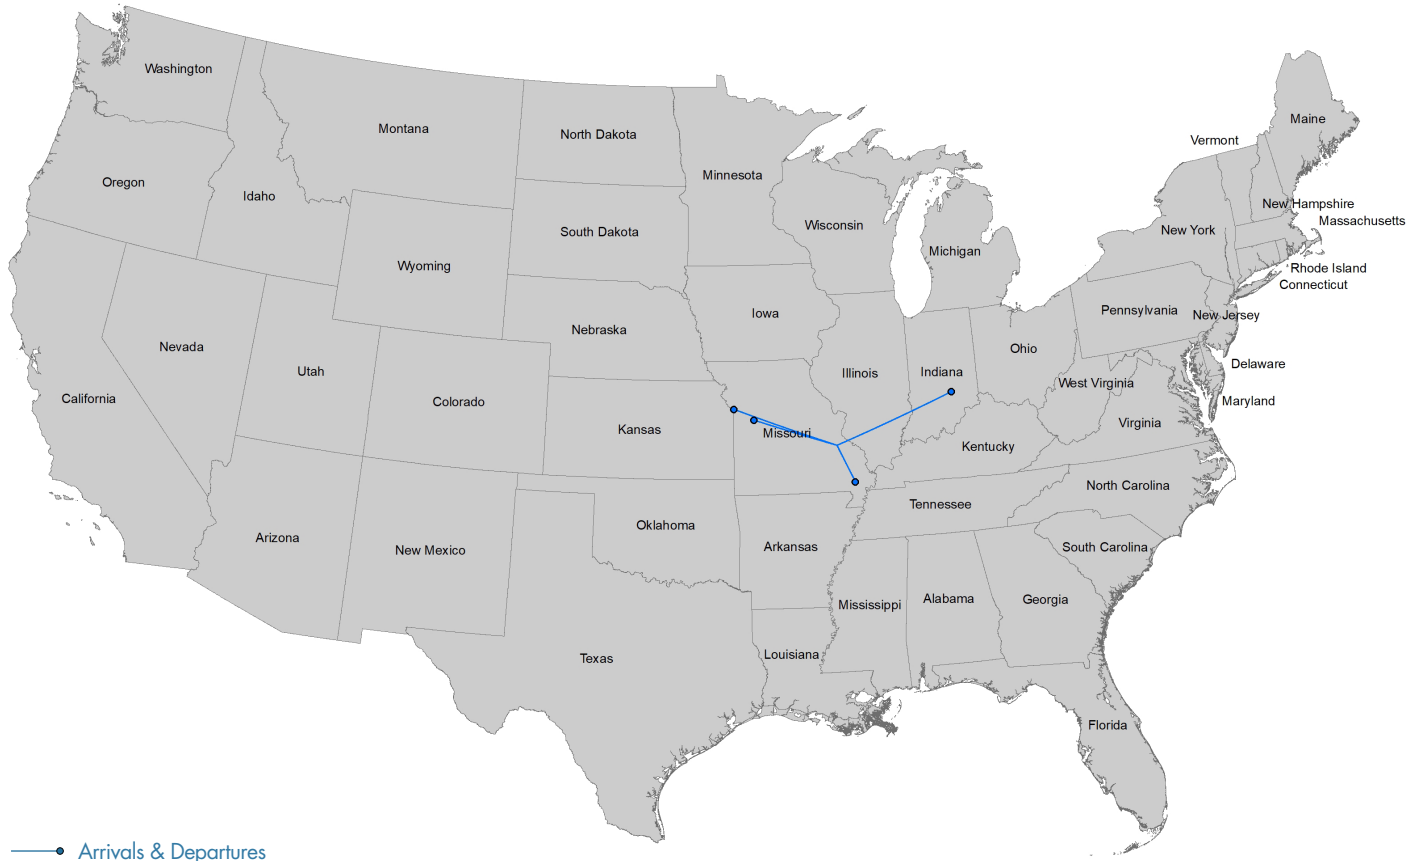 Washington
Montana
North Dakota
Minnesota
Maine
Vermont
Oregon
Idaho
Wisconsin
Michigan
New Hampshire
Massachusetts
New York
South Dakota
Wyoming
Rhode Island
Connecticut
Iowa
Pennsylvania
New Jersey
Nebraska
Nevada
Utah
Ohio
Illinois
Indiana
Delaware
West Virginia
Maryland
California
Colorado
Kansas
Missouri
Virginia
Kentucky
North Carolina
Tennessee
Oklahoma
Arizona
New Mexico
Arkansas
South Carolina
Mississippi
Alabama
Georgia
Texas
Louisiana
Florida
Arrivals & Departures